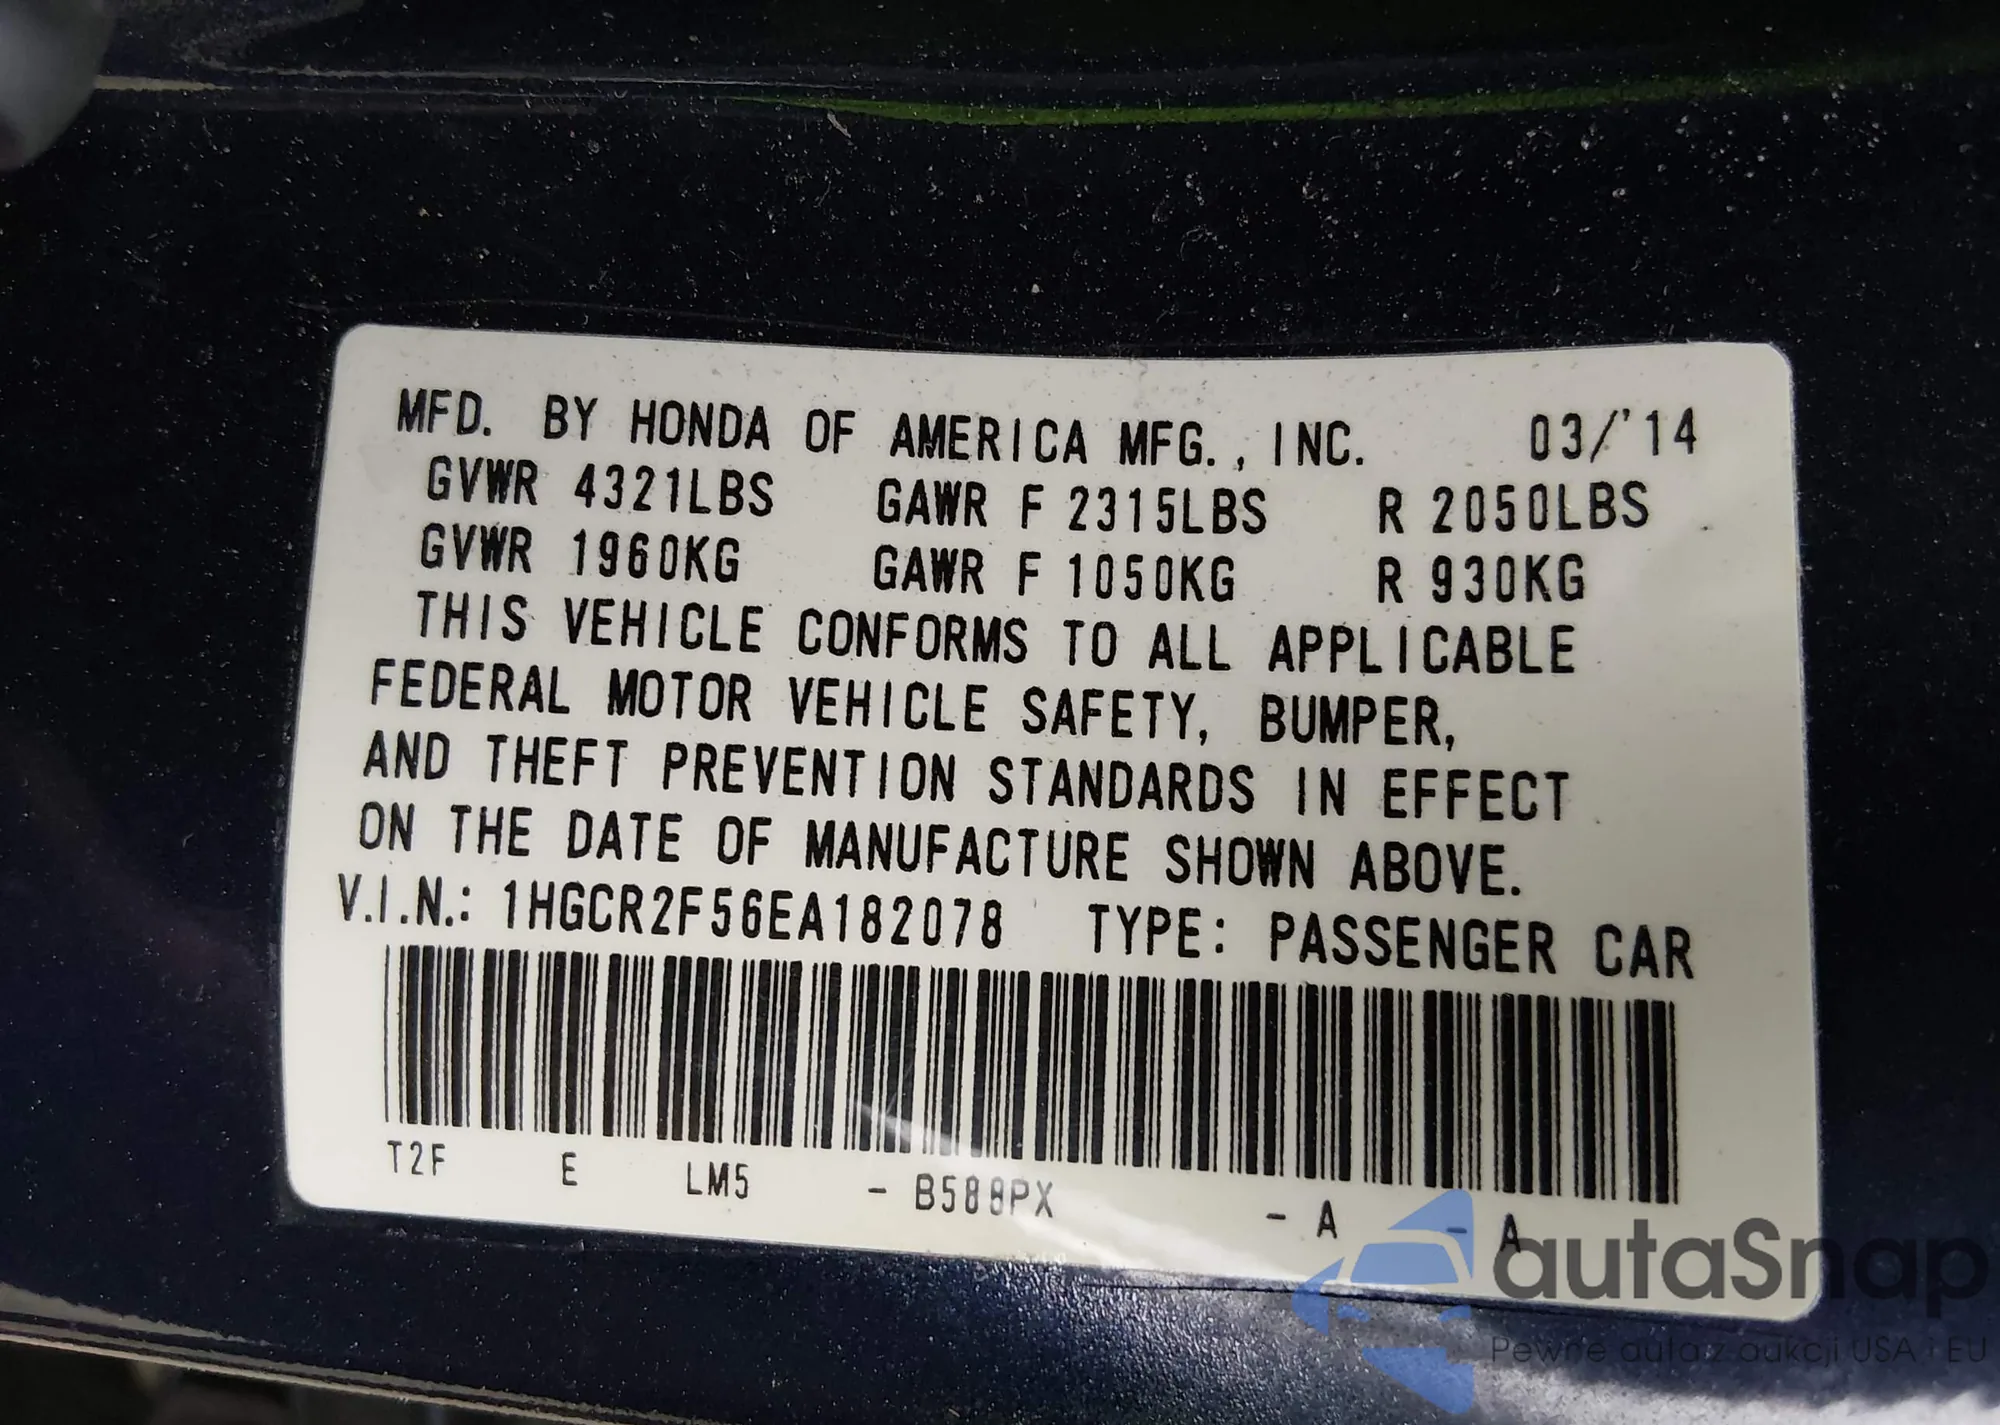 MFD. BY HONDA OF AMERICA MFG., INC. 03/'14
GVWR 4321LBS GAWR F 2315LBS R 2050LBS
GVWR 1960KG GAWR F 1050KG R 930KG
THIS VEHICLE CONFORMS TO ALL APPLICABLE
FEDERAL MOTOR VEHICLE SAFETY, BUMPER,
AND THEFT PREVENTION STANDARDS IN EFFECT
ON THE DATE OF MANUFACTURE SHOWN ABOVE.
V.I.N.: 1HGCR2F56EA182078 TYPE: PASSENGER CAR
T2F E LM5 - B588PX - A - A
autaSnap
Pewne auta z aukcji USA i EU